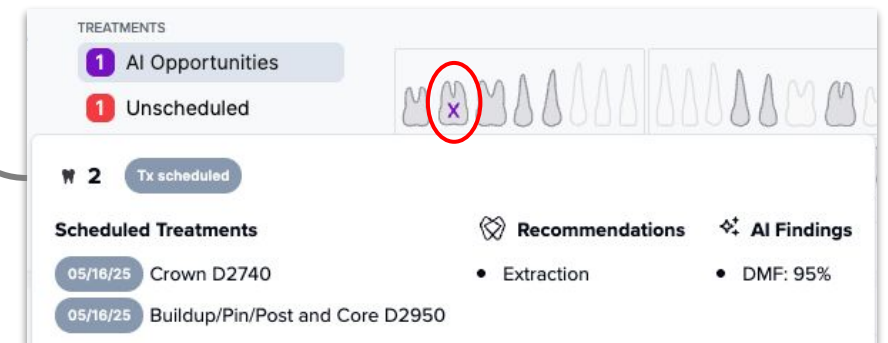 TREATMENTS
1 AI Opportunities
1 Unscheduled
X
2 Tx scheduled
Scheduled Treatments
Recommendations
AI Findings
05/16/25 Crown D2740
• Extraction
• DMF: 95%
05/16/25 Buildup/Pin/Post and Core D2950